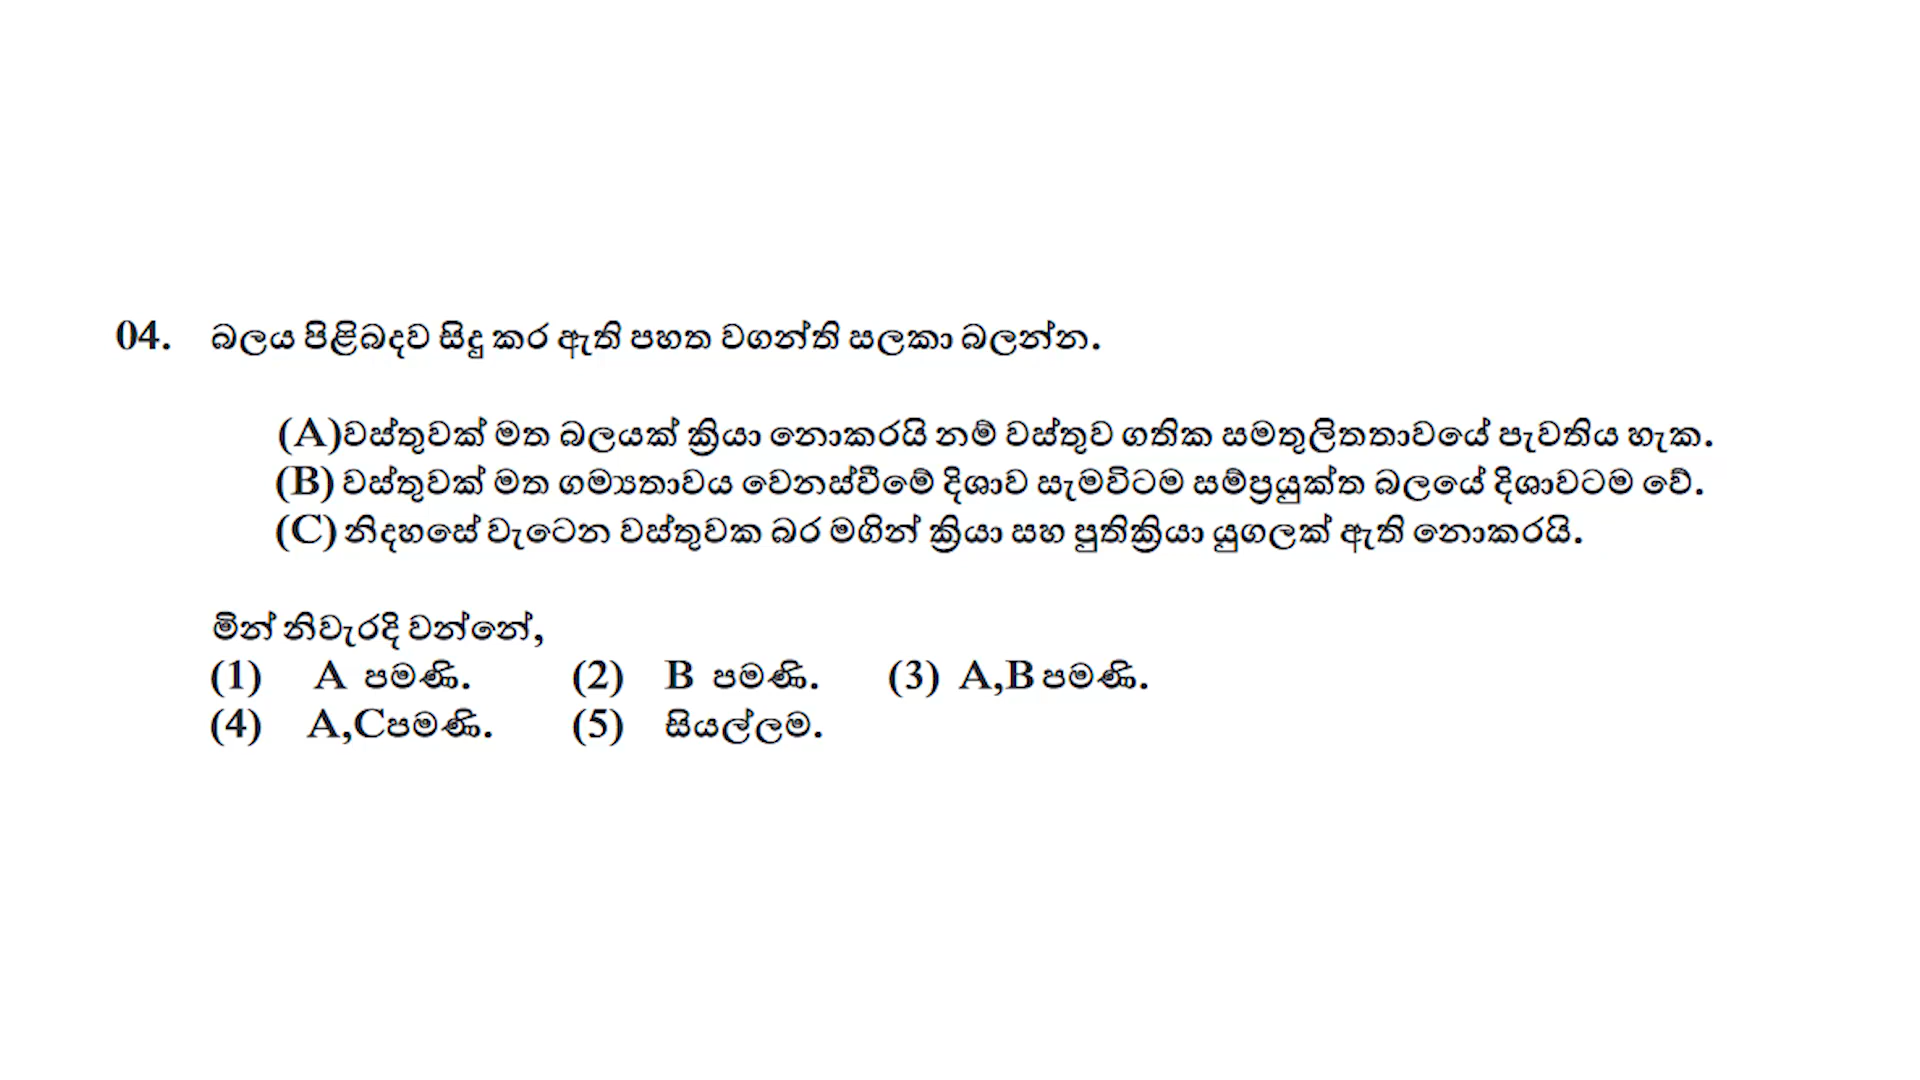 04. බලය පිළිබදව සිදු කර ඇති පහත වගන්ති සලකා බලන්න.
(A)වස්තුවක් මත බලයක් ක්‍රියා නොකරයි නම් වස්තුව ගතික සමතුලිතතාවයේ පැවතිය හැක.
(B) වස්තුවක් මත ගම්‍යතාවය වෙනස්වීමේ දිශාව සැමවිටම සම්ප්‍රයුක්ත බලයේ දිශාවටම වේ.
(C) නිදහසේ වැටෙන වස්තුවක බර මගින් ක්‍රියා සහ ප්‍රතික්‍රියා යුගලක් ඇති නොකරයි.
මින් නිවැරදි වන්නේ,
(1) A පමණි. (2) B පමණි. (3) A,B පමණි.
(4) A,Cපමණි. (5) සියල්ලම.